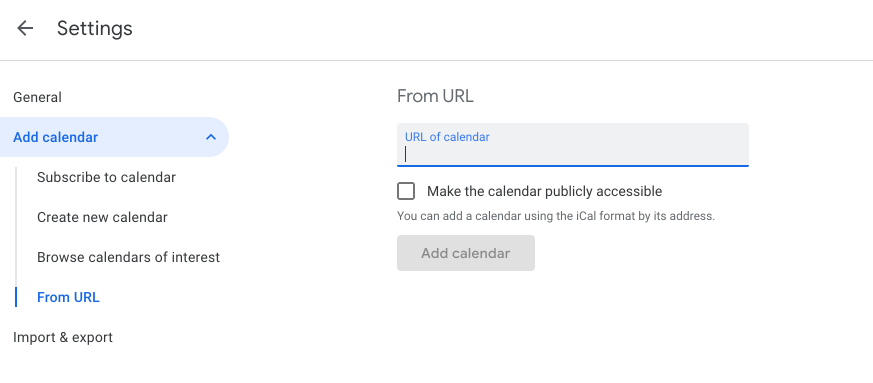 Settings
General
Add calendar
Subscribe to calendar
Create new calendar
Browse calendars of interest
From URL
Import & export
From URL
URL of calendar
Make the calendar publicly accessible
You can add a calendar using the iCal format by its address.
Add calendar